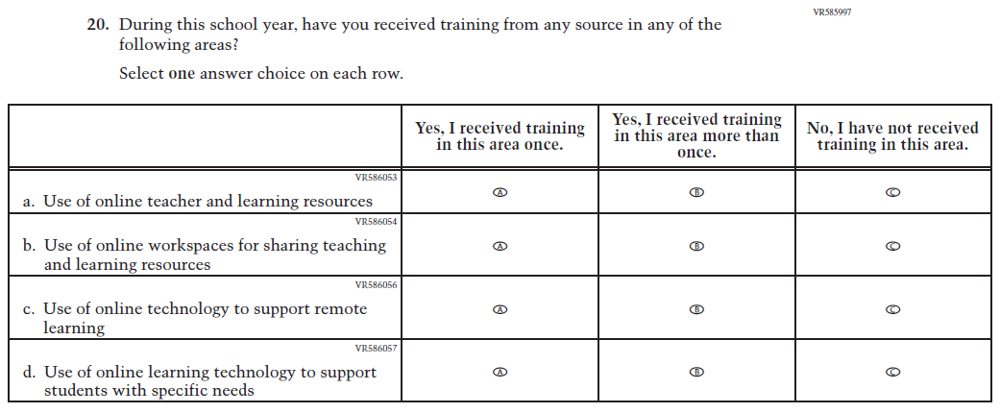 VR585997
20. During this school year, have you received training from any source in any of the
following areas?
Select one answer choice on each row.
Yes, I received training
in this area once.
Yes, I received training
in this area more than
once.
No, I have not received
training in this area.
VR586053
a. Use of online teacher and learning resources
A
B
C
VR586054
b. Use of online workspaces for sharing teaching
and learning resources
A
B
C
VR586056
c. Use of online technology to support remote
learning
A
B
C
VR586057
d. Use of online learning technology to support
students with specific needs
A
B
C